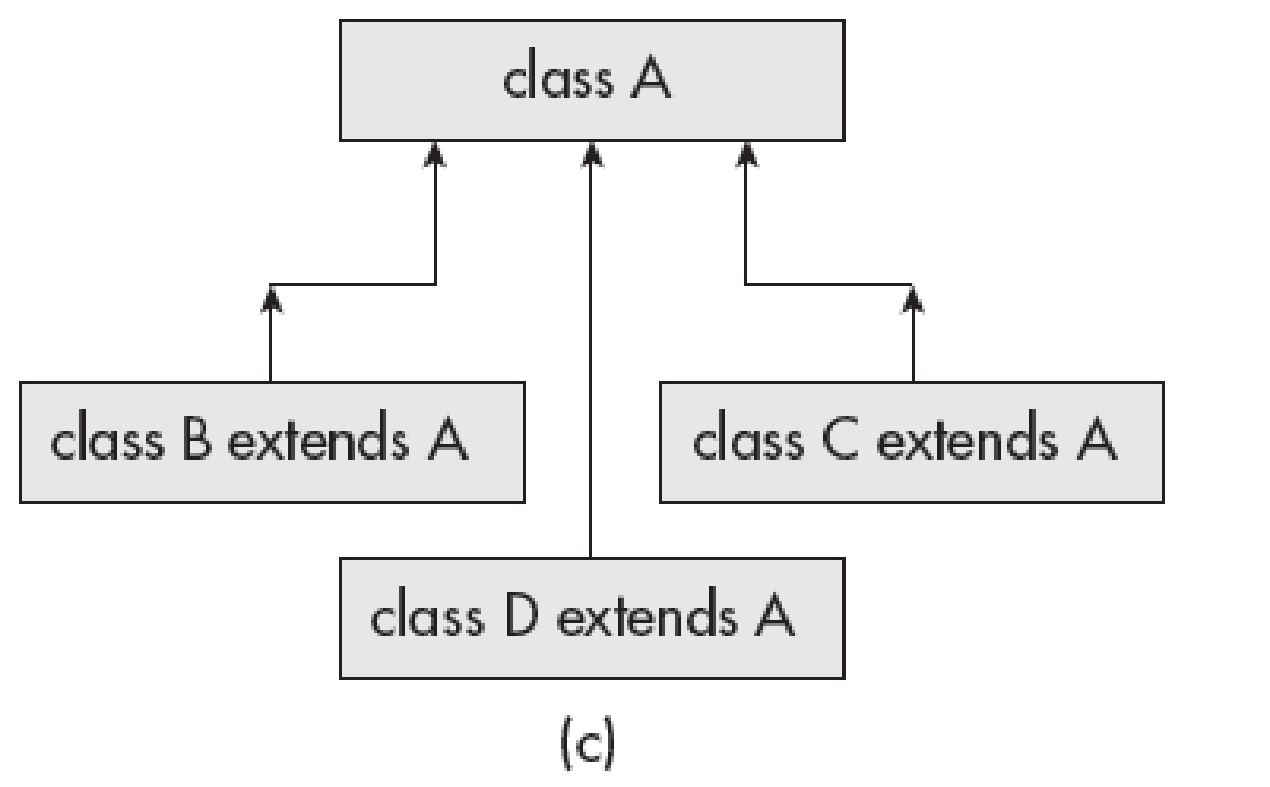 class A
class B extends A
class C extends A
class D extends A
(c)